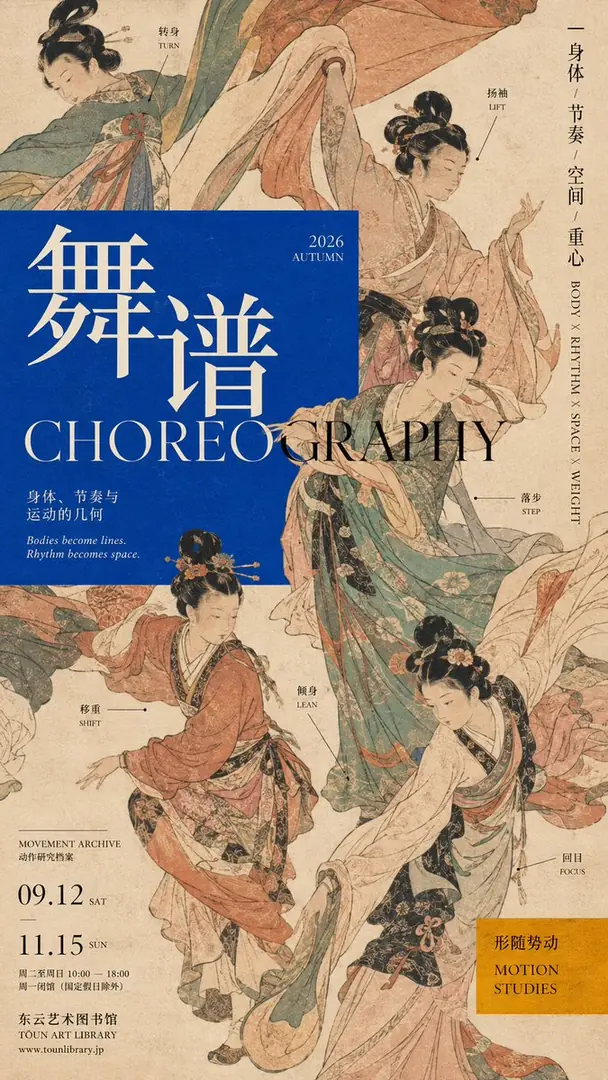 转身
TURN
扬袖
LIFT
一身体 / 节奏 / 空间 / 重心
BODY X RHYTHM X SPACE X WEIGHT
2026
AUTUMN
舞谱
CHOREOGRAPHY
身体、节奏与
运动的几何
Bodies become lines.
Rhythm becomes space.
落步
STEP
倾身
LEAN
移重
SHIFT
回目
FOCUS
MOVEMENT ARCHIVE
动作研究档案
09.12 SAT
11.15 SUN
周二至周日 10:00 — 18:00
周一闭馆（国定假日除外）
东云艺术图书馆
TŌUN ART LIBRARY
www.tounlibrary.jp
形随势动
MOTION
STUDIES